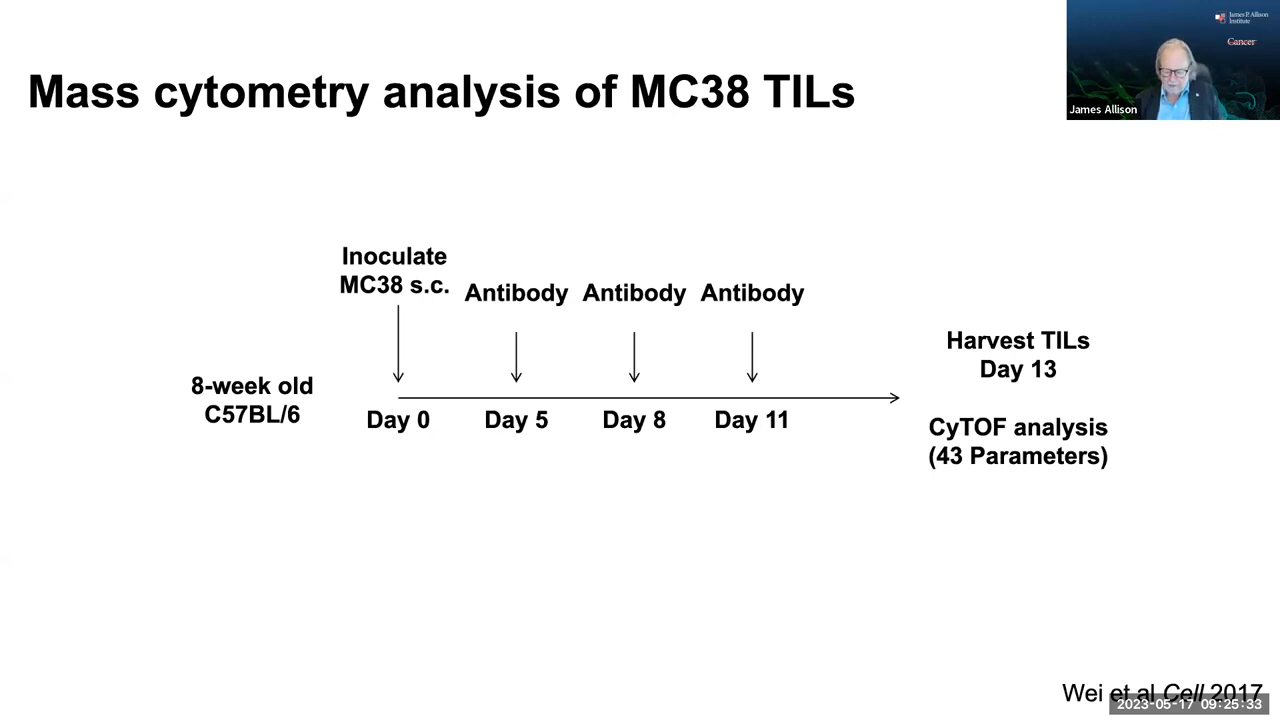 James P. Allison
Institute
Cancer
James Allison
Mass cytometry analysis of MC38 TILs
Inoculate
MC38 s.c.
Antibody Antibody Antibody
8-week old
C57BL/6
Day 0 Day 5 Day 8 Day 11
Harvest TILs
Day 13
CyTOF analysis
(43 Parameters)
Wei et al Cell 2017
2023-05-17 09:25:33